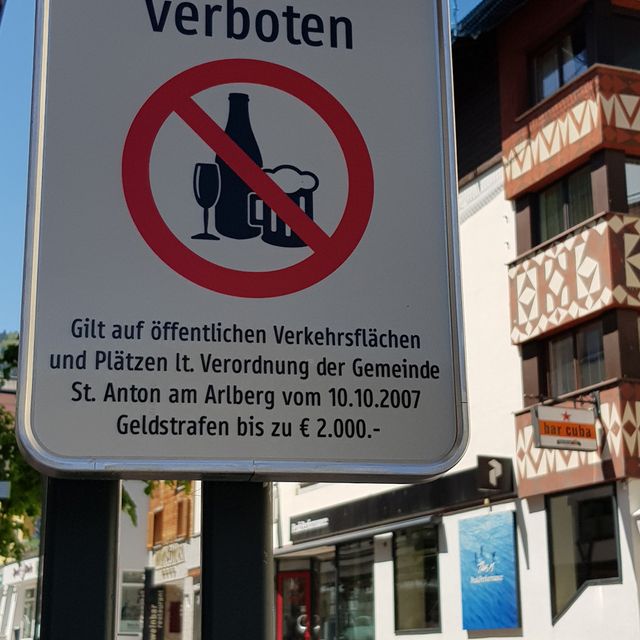 verboten
Gilt auf öffentlichen Verkehrsflächen
und Plätzen lt. Verordnung der Gemeinde
St. Anton am Arlberg vom 10.10.2007
Geldstrafen bis zu € 2.000.-
bar cuba